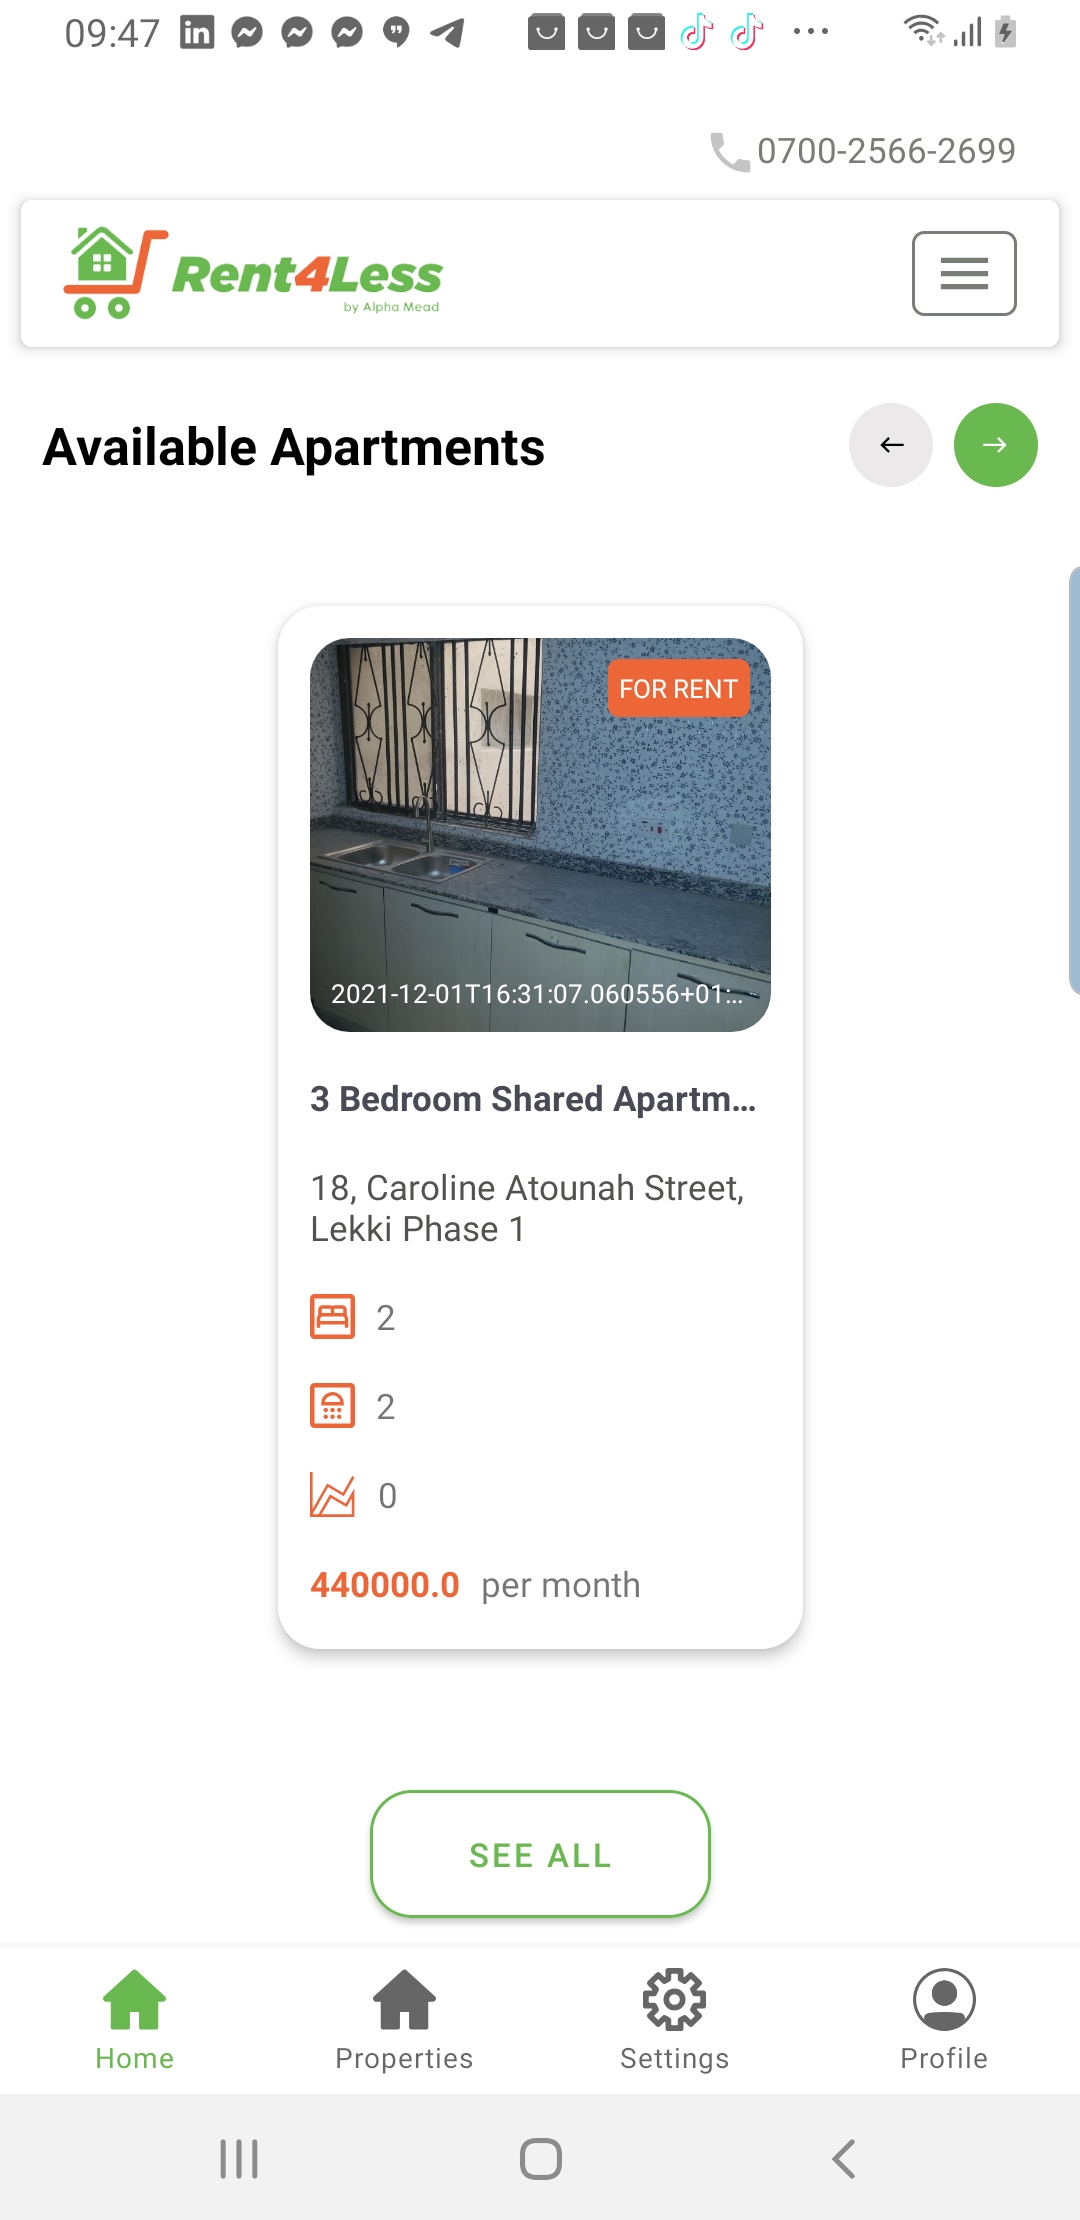 09:47
0700-2566-2699
Rent4Less
by Alpha Mead
Available Apartments
FOR RENT
2021-12-01T16:31:07.060556+01:...
3 Bedroom Shared Apartm...
18, Caroline Atounah Street,
Lekki Phase 1
2
2
0
440000.0 per month
SEE ALL
Home Properties Settings Profile